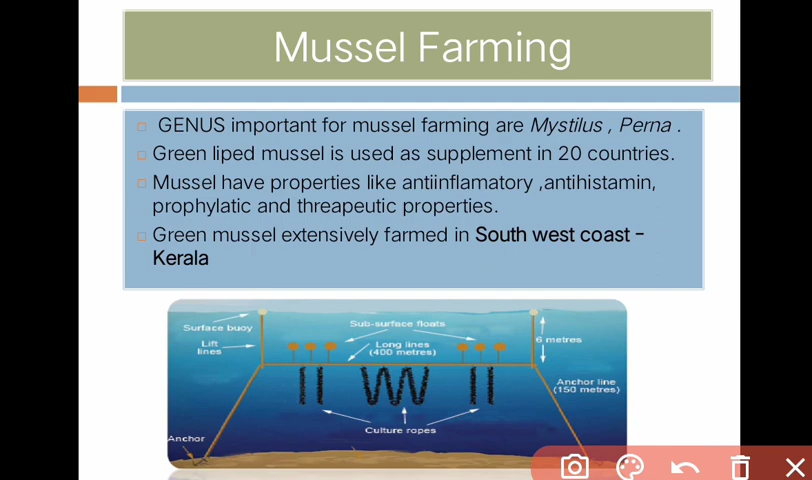 Mussel Farming
GENUS important for mussel farming are Mystilus , Perna .
Green liped mussel is used as supplement in 20 countries.
Mussel have properties like antiinflamatory ,antihistamin,
prophylatic and threapeutic properties.
Green mussel extensively farmed in South west coast –
Kerala
Surface buoy
Sub-surface floats
Lift
lines
Long lines
(400 metres)
6 metres
Anchor line
(150 metres)
Culture ropes
Anchor